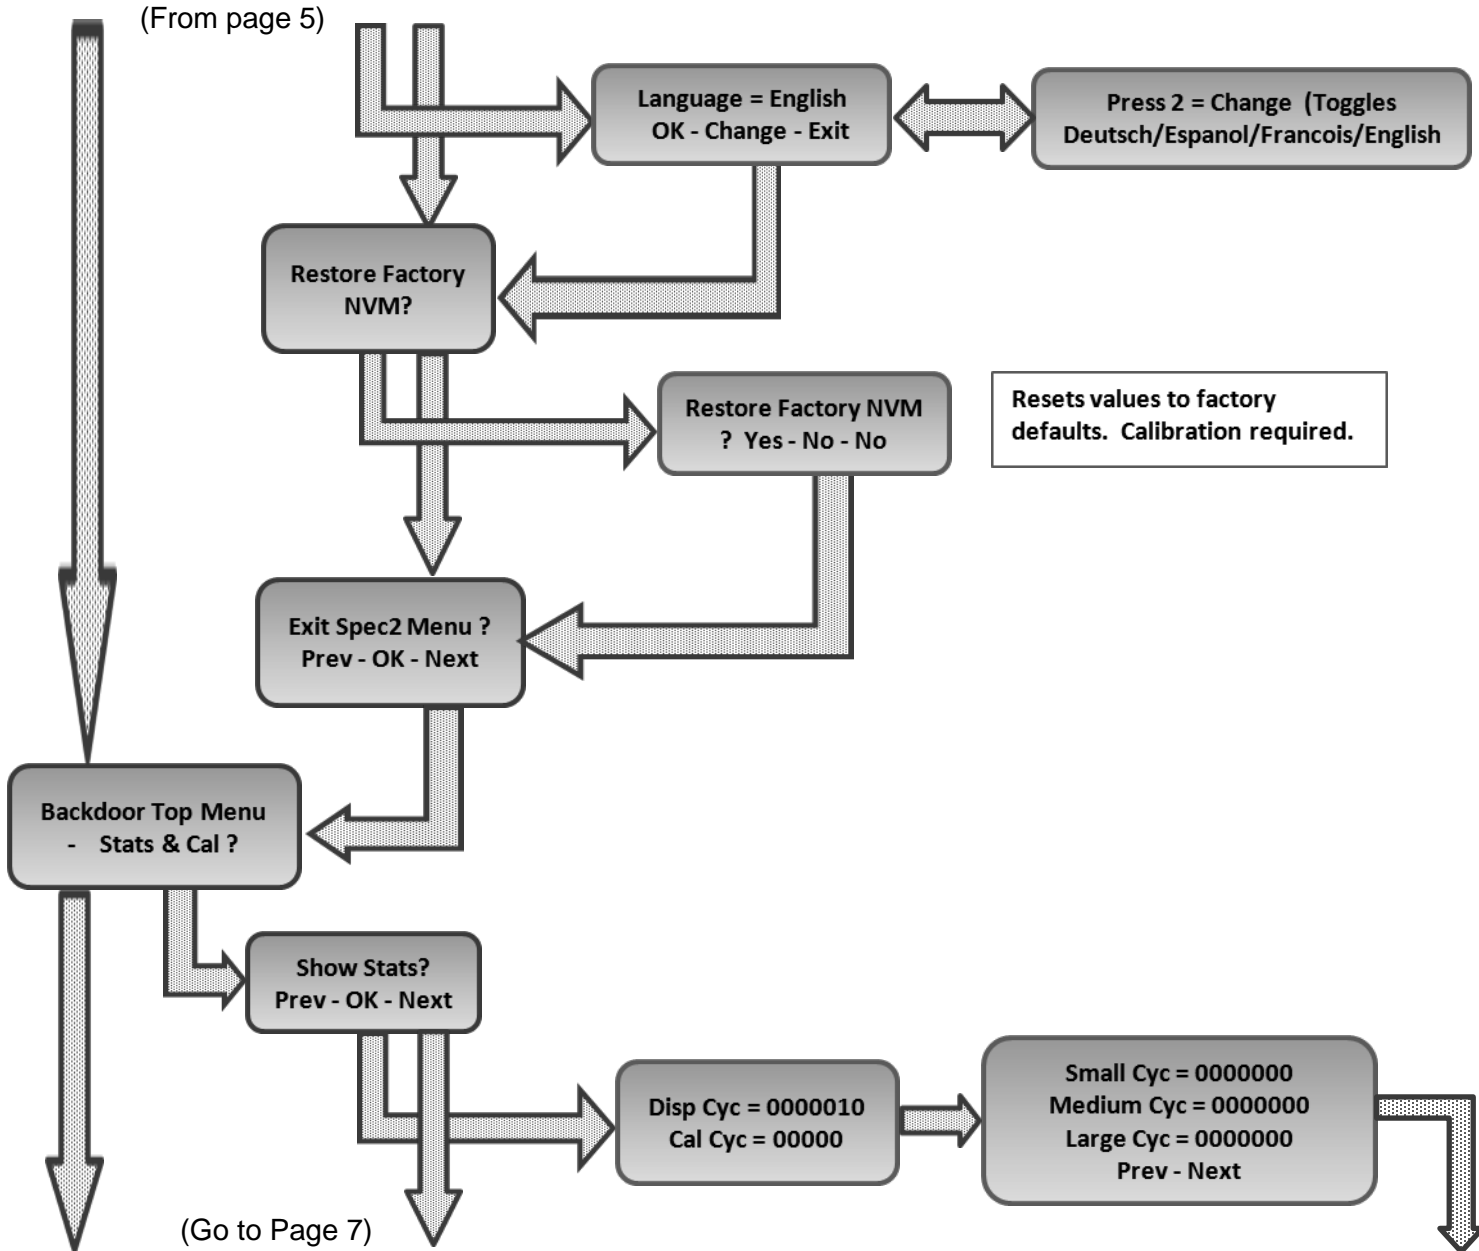 (From page 5)
Language = English
OK - Change - Exit
Press 2 = Change  (Toggles
Deutsch/Espanol/Francois/English
Restore Factory
NVM?
Restore Factory NVM
?  Yes - No - No
Resets values to factory
defaults.  Calibration required.
Exit Spec2 Menu ?
Prev - OK - Next
Backdoor Top Menu
-    Stats & Cal ?
Show Stats?
Prev - OK - Next
Disp Cyc = 0000010
Cal Cyc = 00000
Small Cyc = 0000000
Medium Cyc = 0000000
Large Cyc = 0000000
Prev - Next
(Go to Page 7)